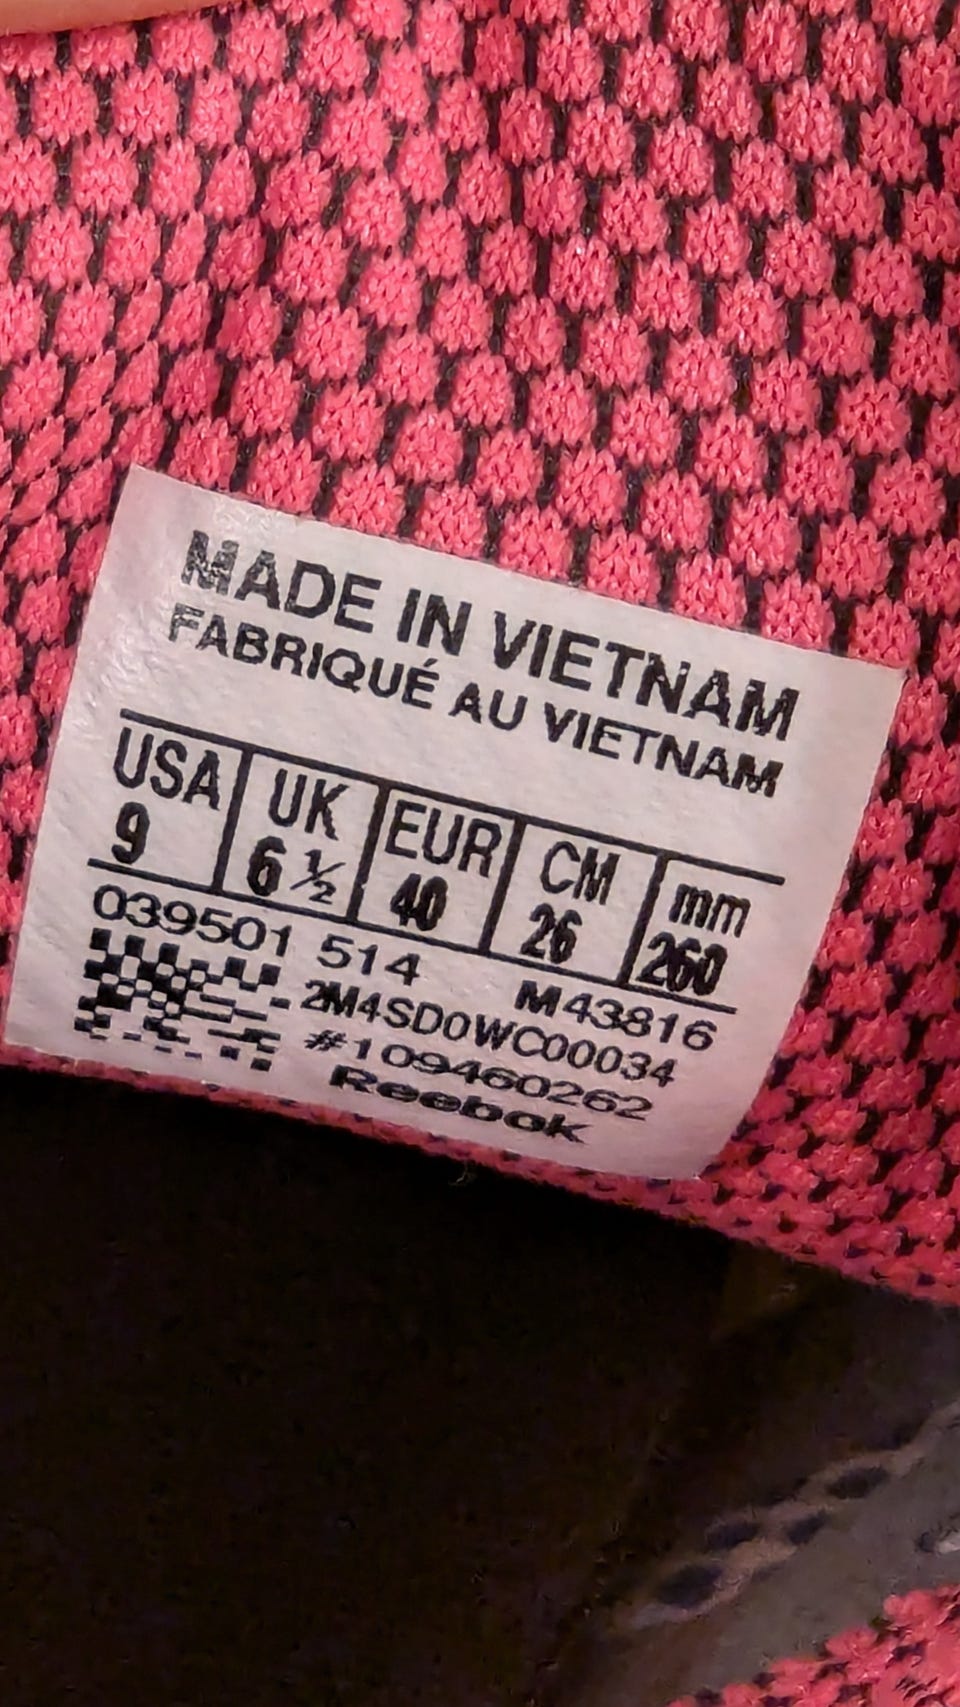 MADE IN VIETNAM
FABRIQUÉ AU VIETNAM
USA UK EUR CM mm
9 6 ½ 40 26 260
039501 514 M43816
2M4SD0WC00034
#109460262
Reebok